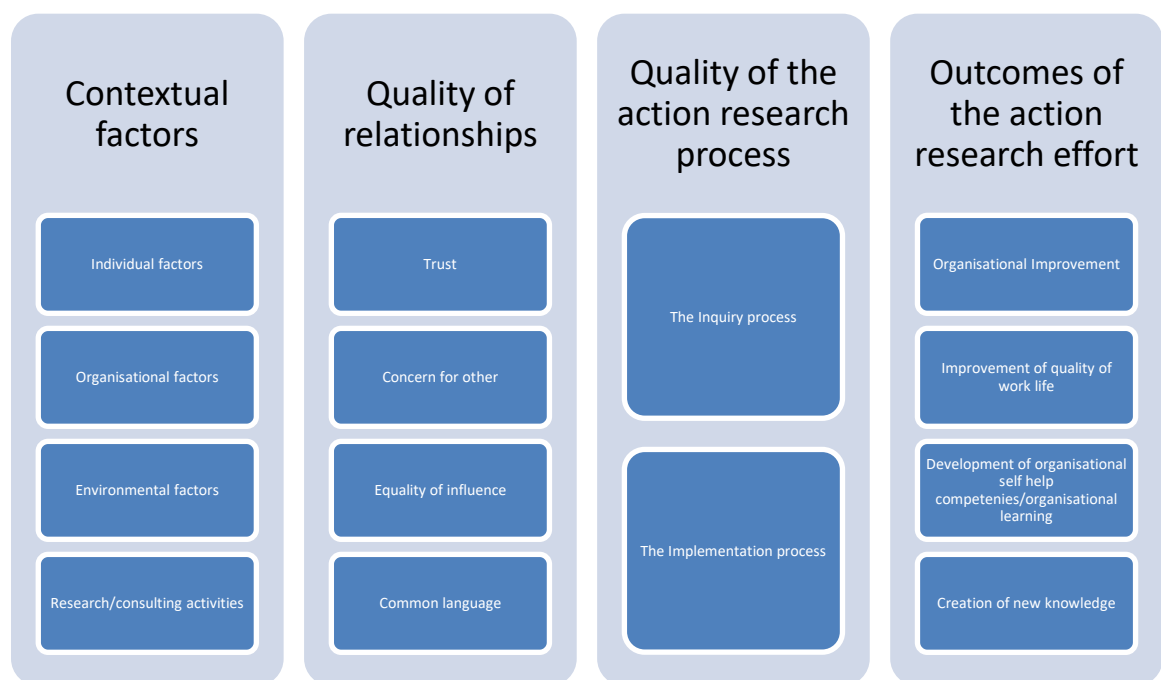 Contextual
factors
Individual factors
Organisational factors
Environmental factors
Research/consulting activities
Quality of
relationships
Trust
Concern for other
Equality of influence
Common language
Quality of the
action research
process
The Inquiry process
The Implementation process
Outcomes of
the action
research effort
Organisational Improvement
Improvement of quality of
work life
Development of organisational
self help
competenies/organisational
learning
Creation of new knowledge